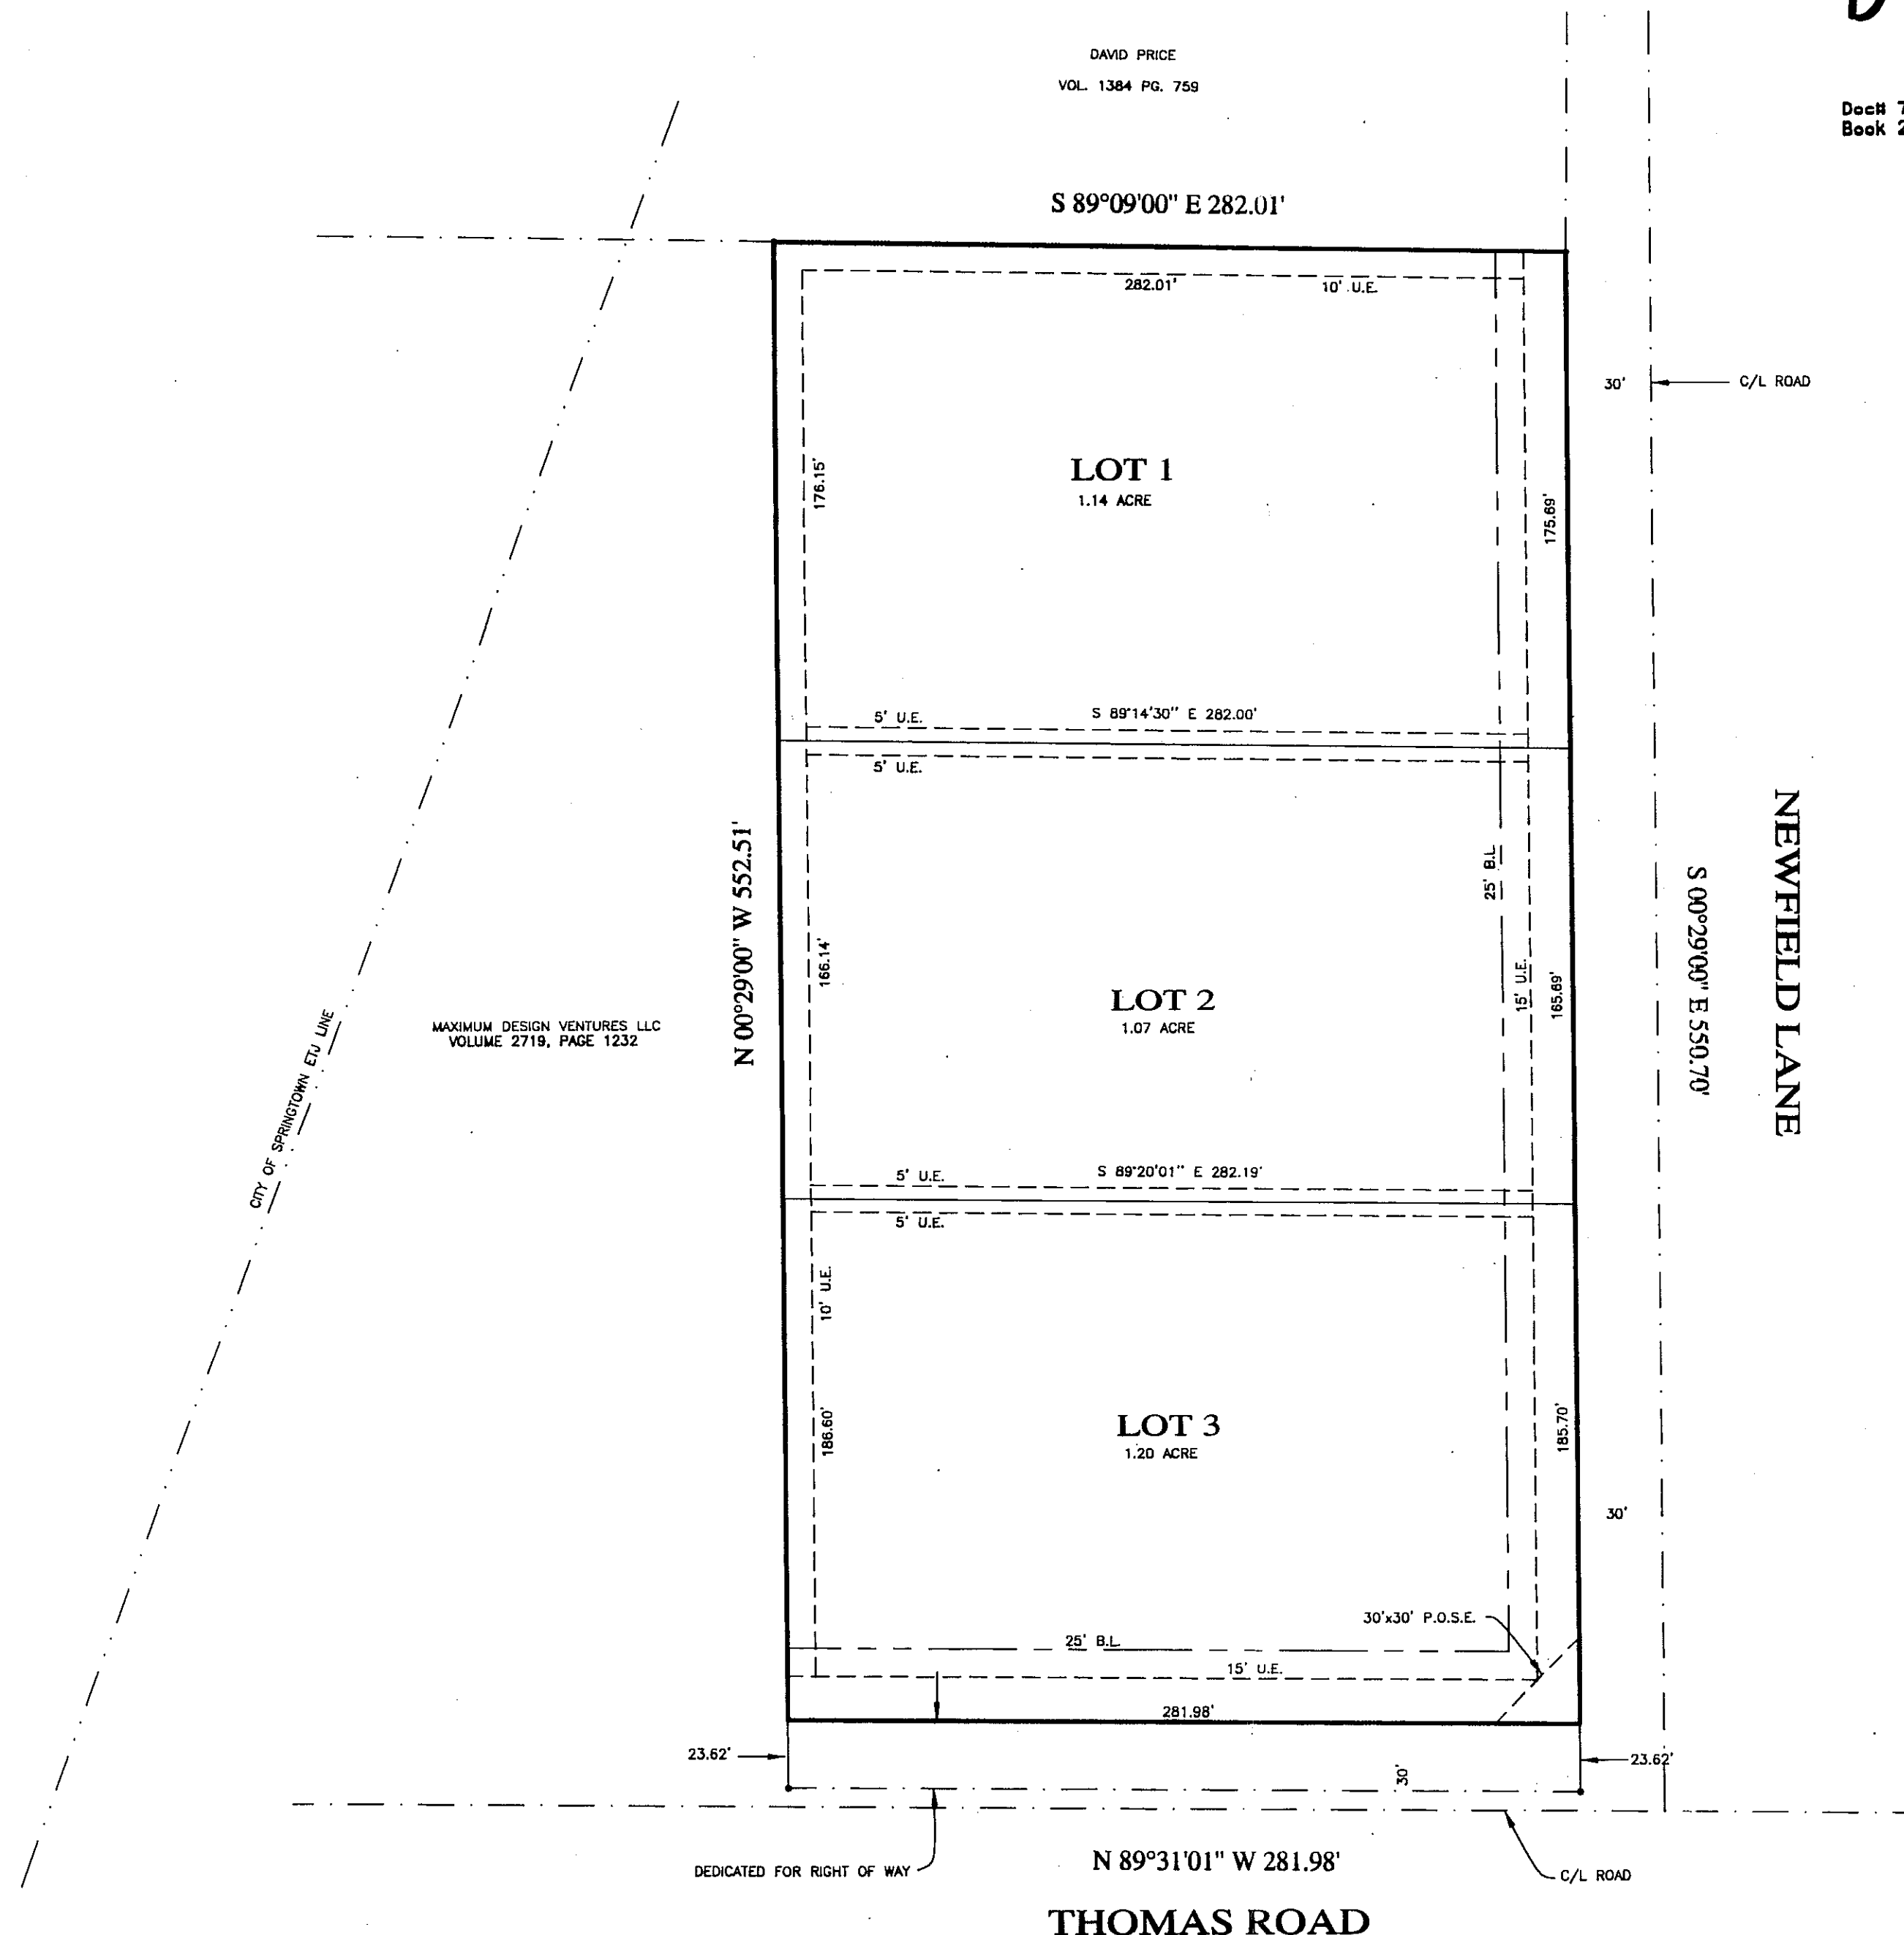 DAVID PRICE
VOL. 1384 PG. 759
Doc# 7
Book 2
S 89°09'00" E 282.01'
282.01'
10' U.E.
30'
C/L ROAD
LOT 1
1.14 ACRE
176.15'
175.69'
5' U.E.
S 89°14'30" E 282.00'
5' U.E.
25' B.L.
NEWFIELD LANE
S 00°29'00" E 550.70'
N 00°29'00" W 552.51'
166.14'
15' U.E.
165.69'
LOT 2
1.07 ACRE
MAXIMUM DESIGN VENTURES LLC
VOLUME 2719, PAGE 1232
CITY OF SPRINGTOWN ETJ LINE
5' U.E.
S 89°20'01" E 282.19'
5' U.E.
10' U.E.
186.60'
185.70'
LOT 3
1.20 ACRE
30'
30'x30' P.O.S.E.
25' B.L.
15' U.E.
281.98'
23.62'
23.62'
30'
DEDICATED FOR RIGHT OF WAY
N 89°31'01" W 281.98'
C/L ROAD
THOMAS ROAD